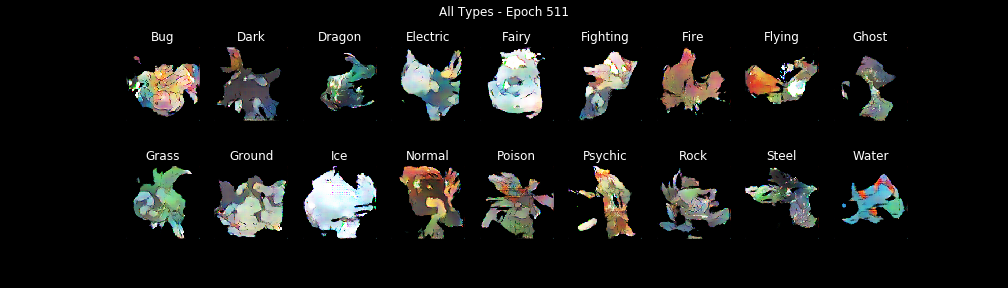 All Types - Epoch 511
Bug Dark Dragon Electric Fairy Fighting Fire Flying Ghost
Grass Ground Ice Normal Poison Psychic Rock Steel Water